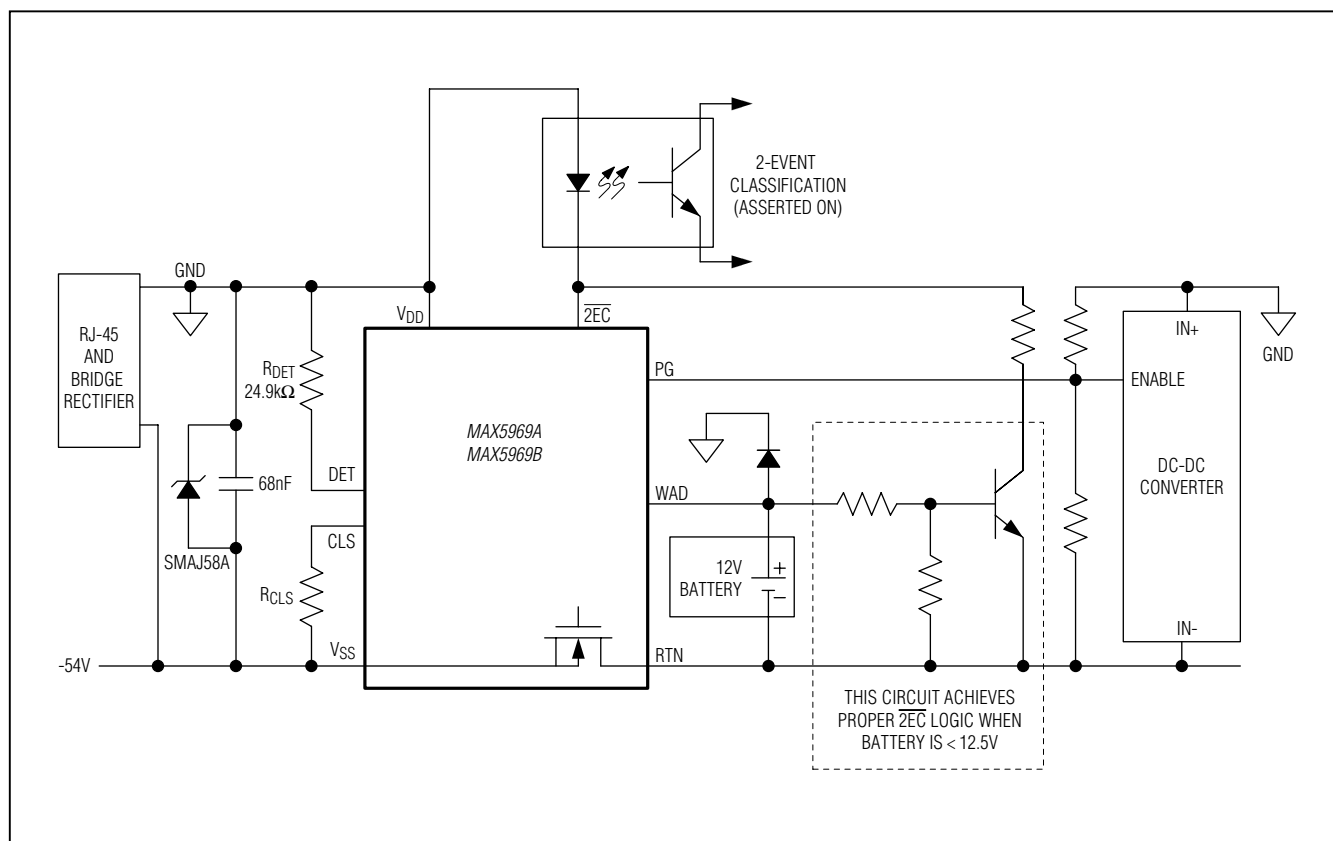 2-EVENT
CLASSIFICATION
(ASSERTED ON)
GND
VDD
2EC
RJ-45
AND
BRIDGE
RECTIFIER
RDET
24.9kΩ
PG
IN+
GND
ENABLE
MAX5969A
MAX5969B
DC-DC
CONVERTER
68nF
DET
WAD
SMAJ58A
CLS
12V
BATTERY
+
-
RCLS
IN-
-54V
VSS
RTN
THIS CIRCUIT ACHIEVES
PROPER 2EC LOGIC WHEN
BATTERY IS < 12.5V